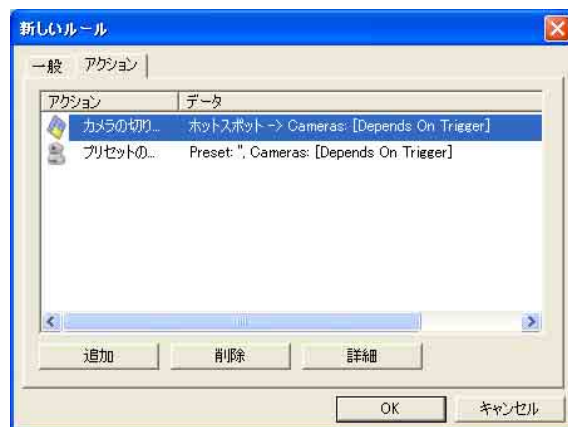 新しいルール
一般 アクション
アクション データ
カメラの切り... ホットスポット -> Cameras: [Depends On Trigger]
プリセットの... Preset: '', Cameras: [Depends On Trigger]
追加 削除 詳細
OK キャンセル